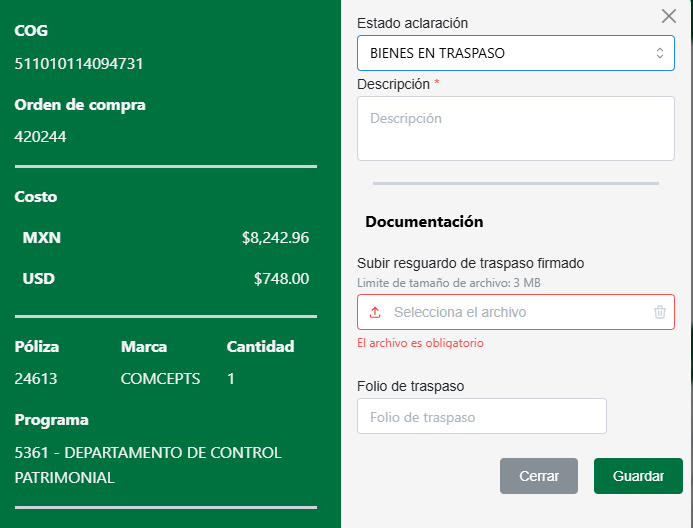 COG
511010114094731
Orden de compra
420244
Costo
MXN $8,242.96
USD $748.00
Póliza Marca Cantidad
24613 COMCEPTS 1
Programa
5361 - DEPARTAMENTO DE CONTROL
PATRIMONIAL
Estado aclaración
BIENES EN TRASPASO
Descripción *
Descripción
Documentación
Subir resguardo de traspaso firmado
Limite de tamaño de archivo: 3 MB
Selecciona el archivo
El archivo es obligatorio
Folio de traspaso
Folio de traspaso
Cerrar Guardar